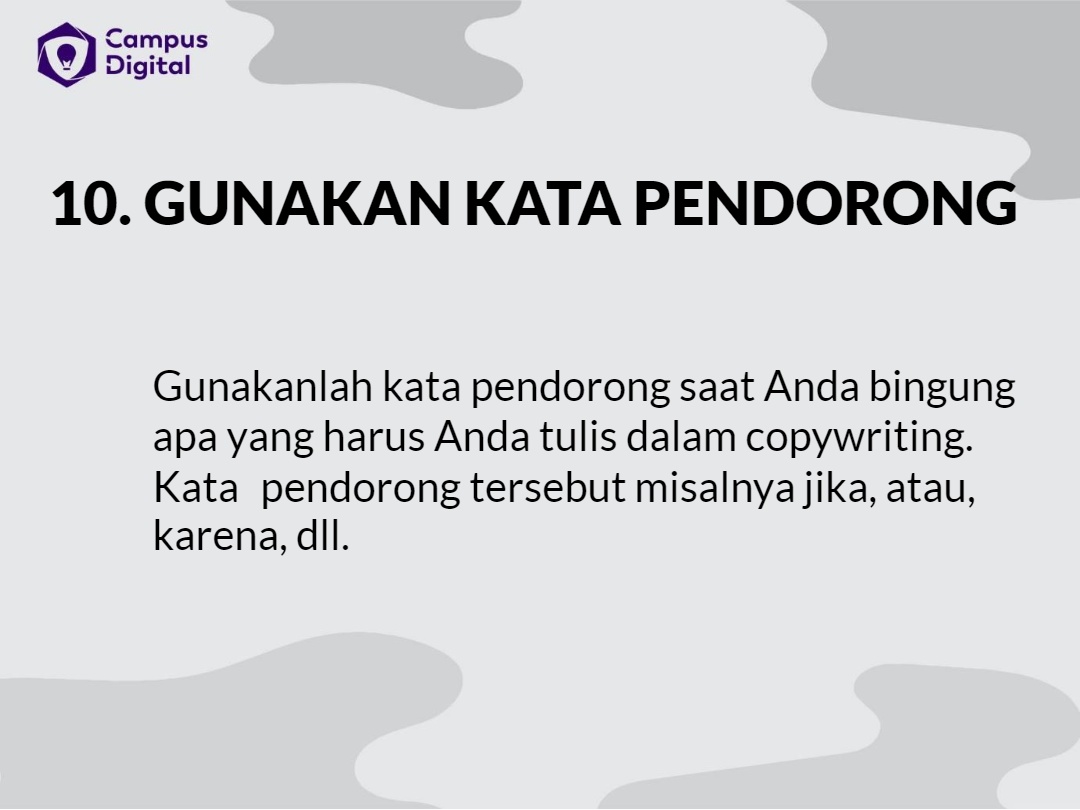 Campus
Digital
10. GUNAKAN KATA PENDORONG
Gunakanlah kata pendorong saat Anda bingung
apa yang harus Anda tulis dalam copywriting.
Kata  pendorong tersebut misalnya jika, atau,
karena, dll.